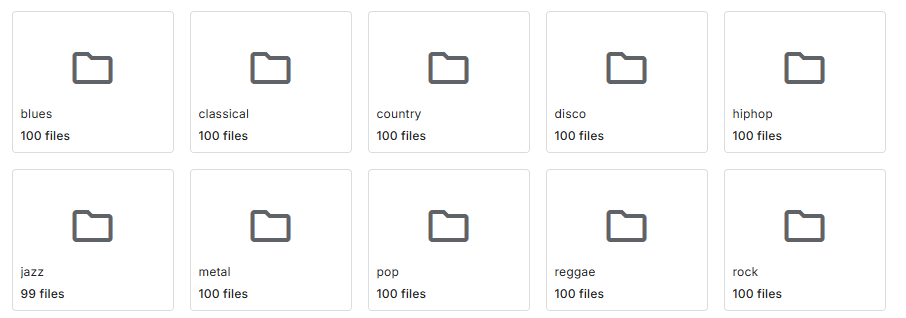 blues
100 files
classical
100 files
country
100 files
disco
100 files
hiphop
100 files
jazz
99 files
metal
100 files
pop
100 files
reggae
100 files
rock
100 files